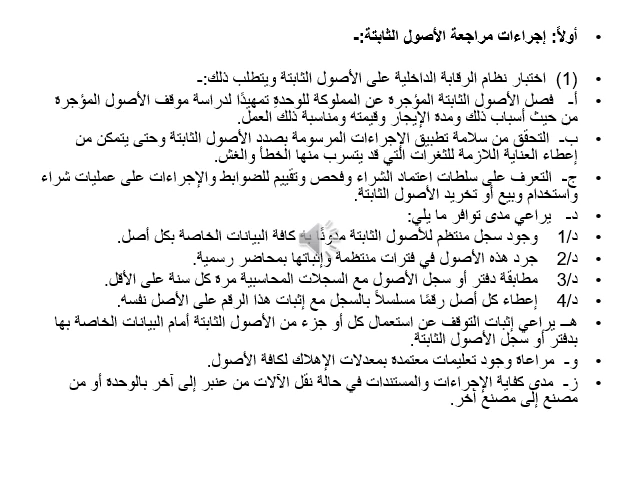 • أولاً: إجراءات مراجعة الأصول الثابتة:-
• (1) اختبار نظام الرقابة الداخلية على الأصول الثابتة ويتطلب ذلك:-
• أ- فصل الأصول الثابتة المؤجرة عن المملوكة للوحدة تمهيدًا لدراسة موقف الأصول المؤجرة
من حيث أسباب ذلك ومدة الإيجار وقيمته ومناسبة ذلك العمل.
• ب- التحقق من سلامة تطبيق الإجراءات المرسومة بصدد الأصول الثابتة وحتى يتمكن من
إعطاء العناية اللازمة للثغرات التي قد يتسرب منها الخطأ والغش.
• ج- التعرف على سلطات اعتماد الشراء وفحص وتقييم للضوابط والإجراءات على عمليات شراء
واستخدام وبيع أو تخريد الأصول الثابتة.
• د- يراعي مدى توافر ما يلي:
• د/1 وجود سجل منتظم للأصول الثابتة مدونًا به كافة البيانات الخاصة بكل أصل.
• د/2 جرد هذه الأصول في فترات منتظمة وإثباتها بمحاضر رسمية.
• د/3 مطابقة دفتر أو سجل الأصول مع السجلات المحاسبية مرة كل سنة على الأقل.
• د/4 إعطاء كل أصل رقمًا مسلسلاً بالسجل مع إثبات هذا الرقم على الأصل نفسه.
• هـ- يراعي إثبات التوقف عن استعمال كل أو جزء من الأصول الثابتة أمام البيانات الخاصة بها
بدفتر أو سجل الأصول الثابتة.
• و- مراعاة وجود تعليمات معتمدة بمعدلات الإهلاك لكافة الأصول.
• ز- مدى كفاية الإجراءات والمستندات في حالة نقل الآلات من عنبر إلى آخر بالوحدة أو من
مصنع إلى مصنع آخر.